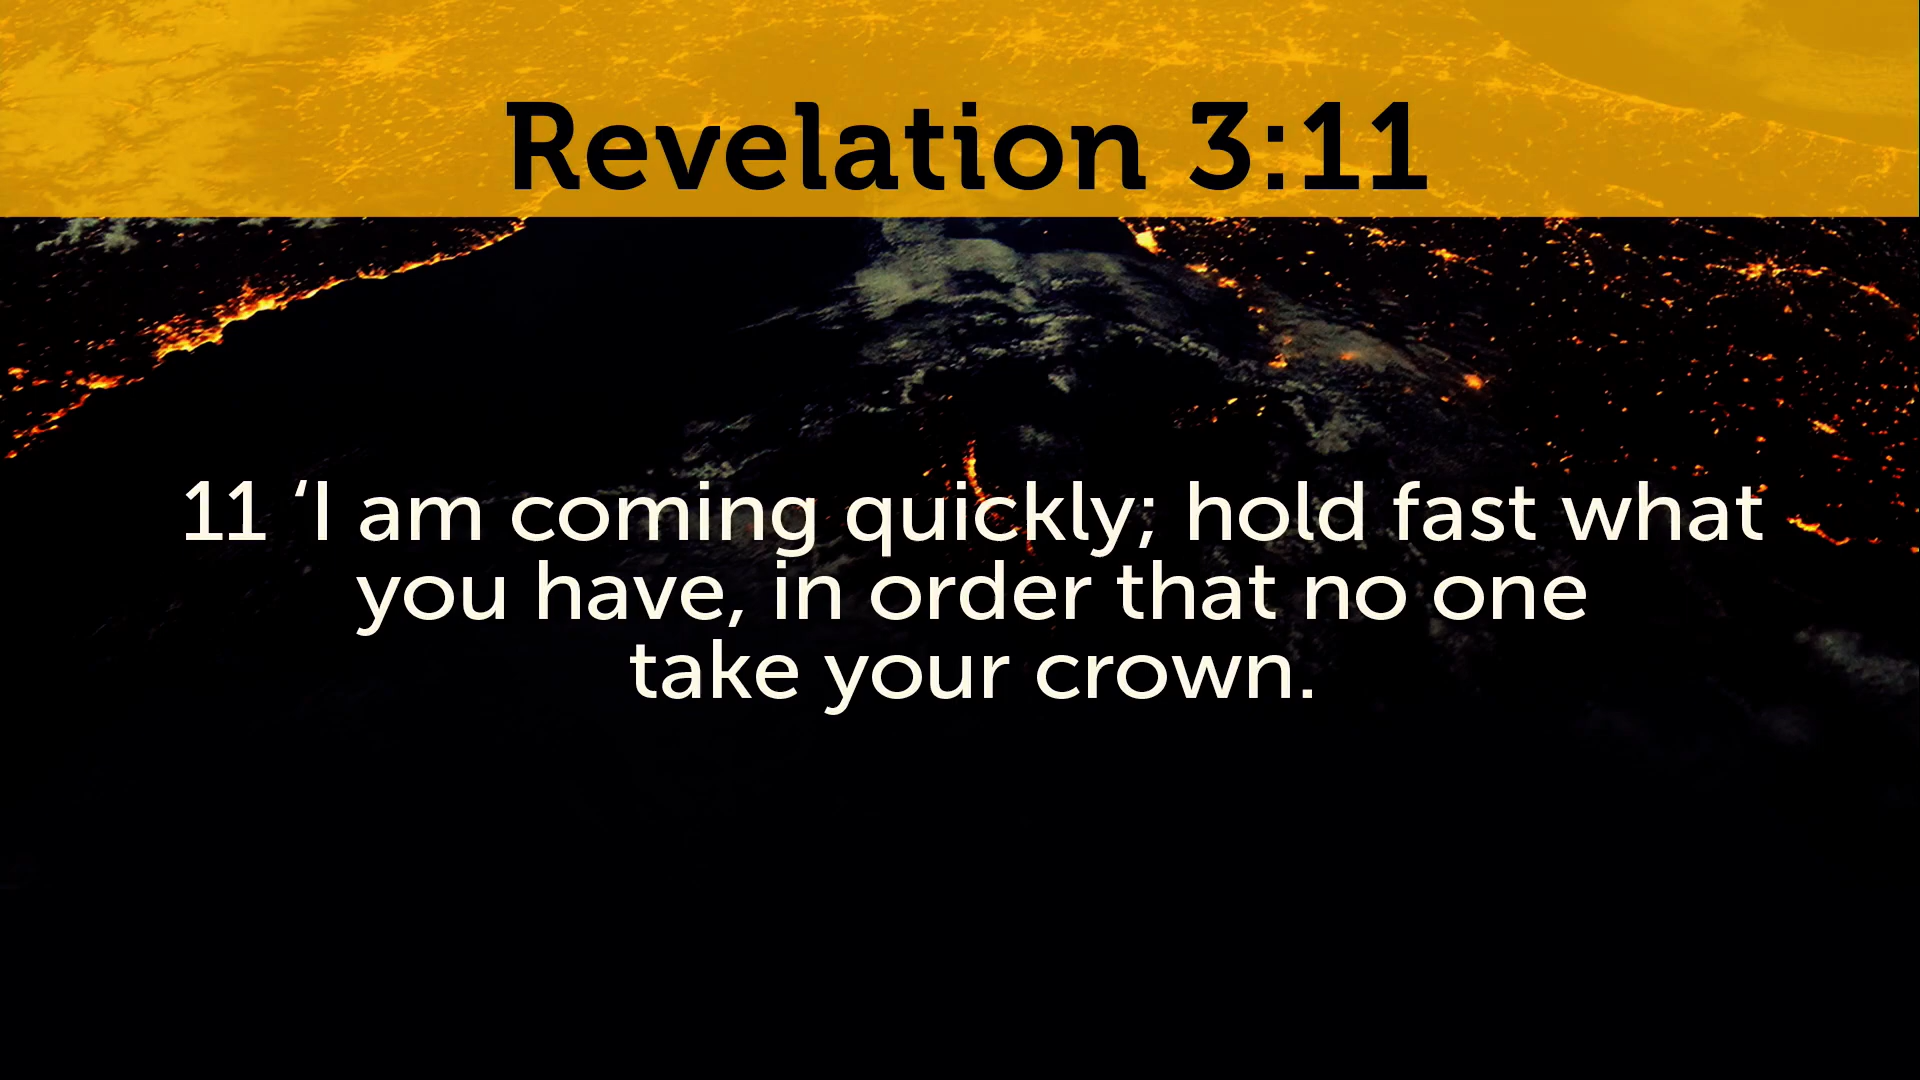 Revelation 3:11
11 ‘I am coming quickly; hold fast what
you have, in order that no one
take your crown.